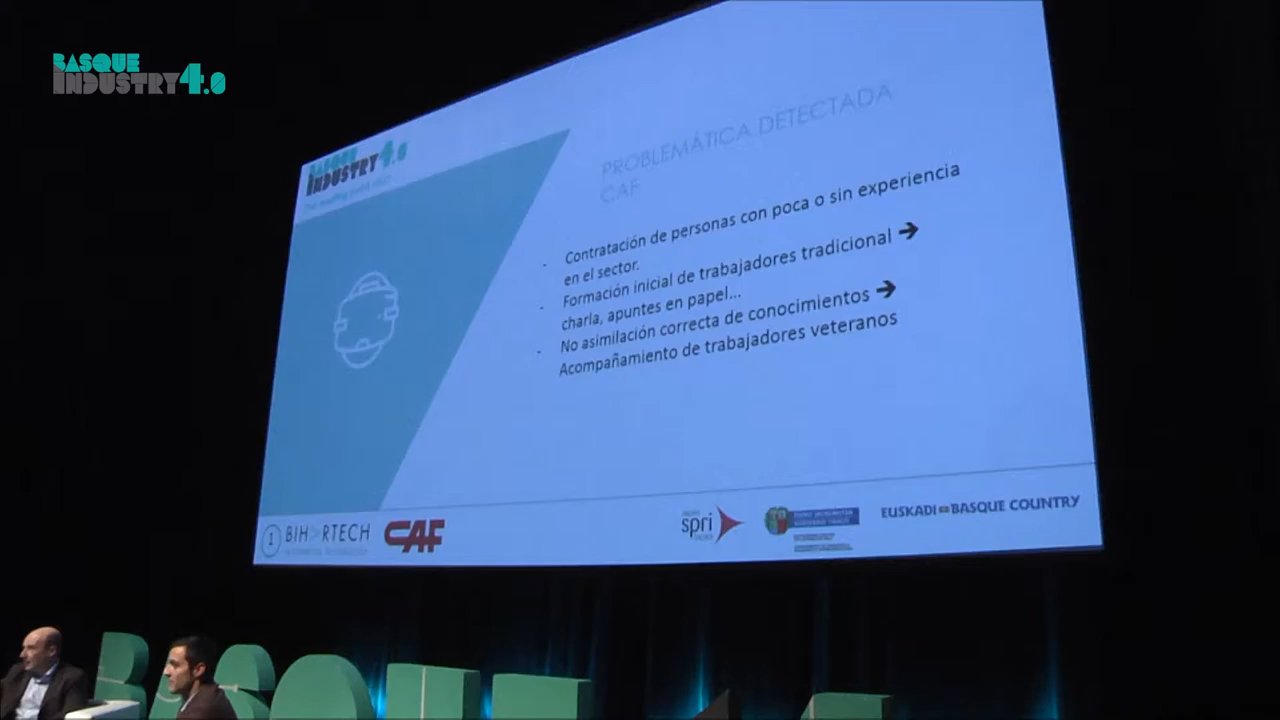 BASQUE
INDUSTRY 4.0
BASQUE
INDUSTRY 4.0
PROBLEMÁTICA DETECTADA
CAF
- Contratación de personas con poca o sin experiencia
en el sector.
- Formación inicial de trabajadores tradicional ➔
charla, apuntes en papel...
- No asimilación correcta de conocimientos ➔
Acompañamiento de trabajadores veteranos
BIH>RTECH
CAF
spri
EUSKADI BASQUE COUNTRY